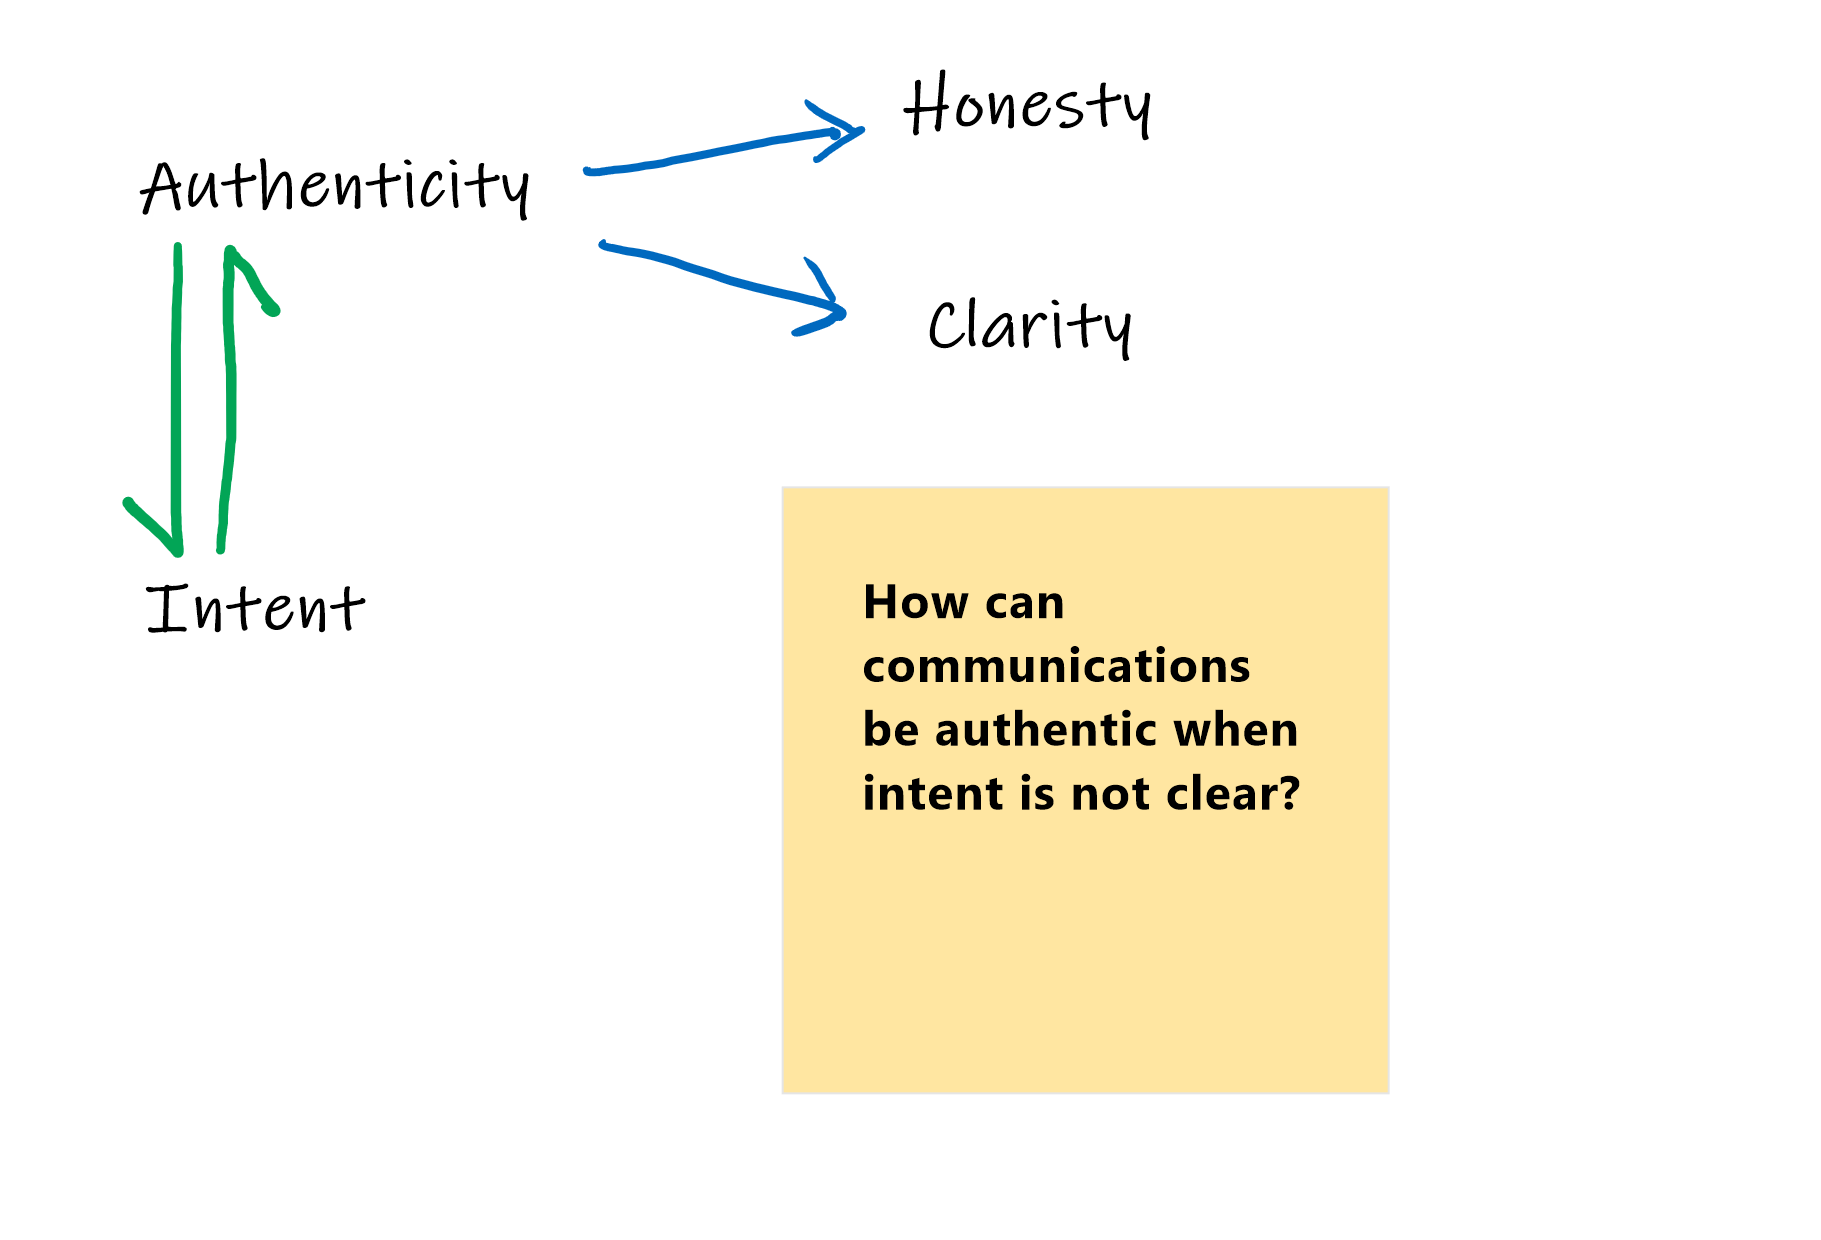 Honesty
Authenticity
Clarity
Intent
How can
communications
be authentic when
intent is not clear?